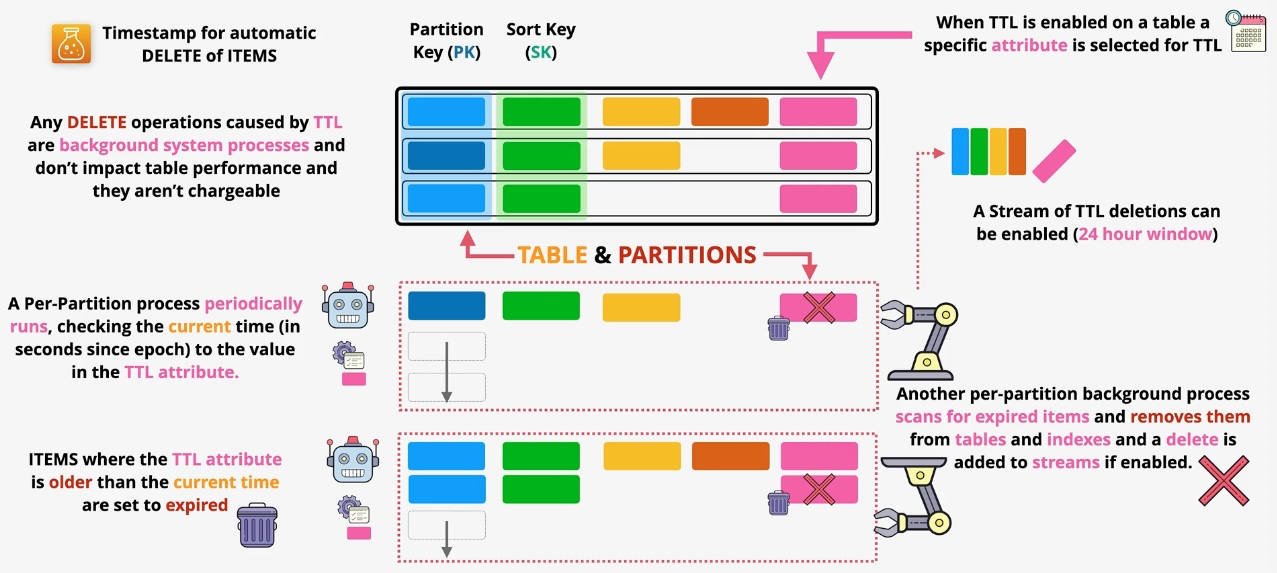 Timestamp for automatic
DELETE of ITEMS
Partition
Key (PK)
Sort Key
(SK)
When TTL is enabled on a table a
specific attribute is selected for TTL
Any DELETE operations caused by TTL
are background system processes and
don’t impact table performance and
they aren’t chargeable
A Stream of TTL deletions can
be enabled (24 hour window)
TABLE & PARTITIONS
A Per-Partition process periodically
runs, checking the current time (in
seconds since epoch) to the value
in the TTL attribute.
Another per-partition background process
scans for expired items and removes them
from tables and indexes and a delete is
added to streams if enabled.
ITEMS where the TTL attribute
is older than the current time
are set to expired